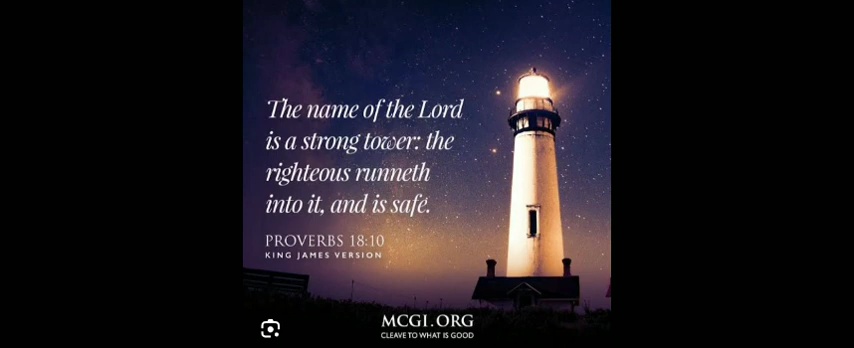 The name of the Lord
is a strong tower: the
righteous runneth
into it, and is safe.
PROVERBS 18:10
KING JAMES VERSION
MCGI.ORG
CLEAVE TO WHAT IS GOOD